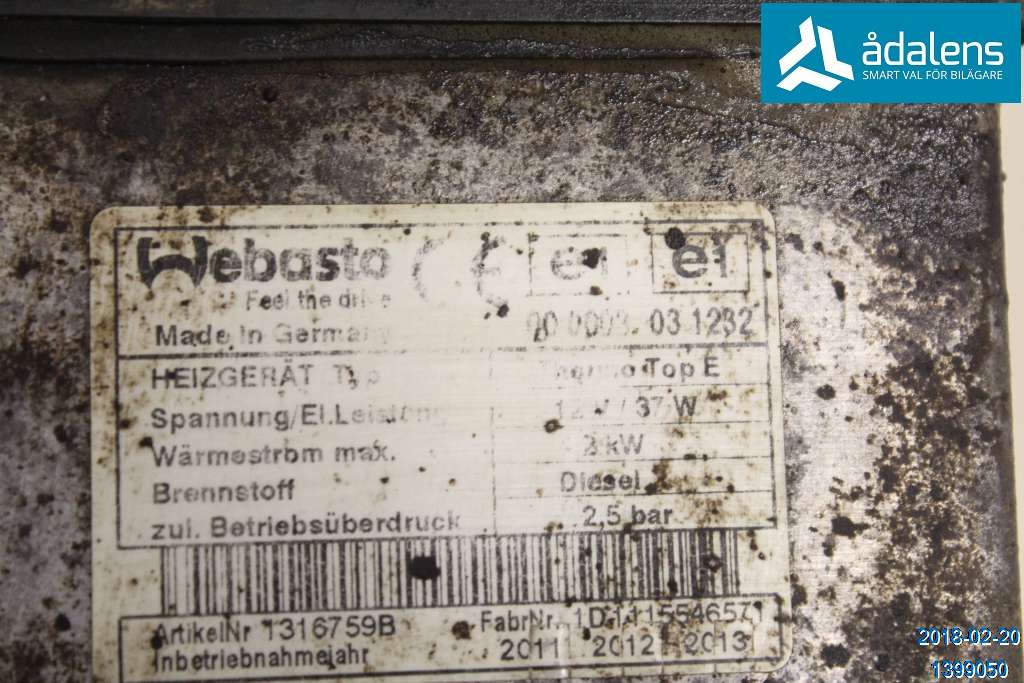 ådalens
SMART VAL FÖR BILÄGARE
Webasto
Feel the drive
e1 e1
Made in Germany
03 1232
HEIZGERÄT Typ Thermo Top E
Spannung/El.Leistung 12 V / 37 W
Wärmestrom max. kW
Brennstoff Diesel
zul. Betriebsüberdruck 2,5 bar
ArtikelNr 1316759B FabrNr.
Inbetriebnahmejahr 2011 2012 2013
2018-02-20
1399050